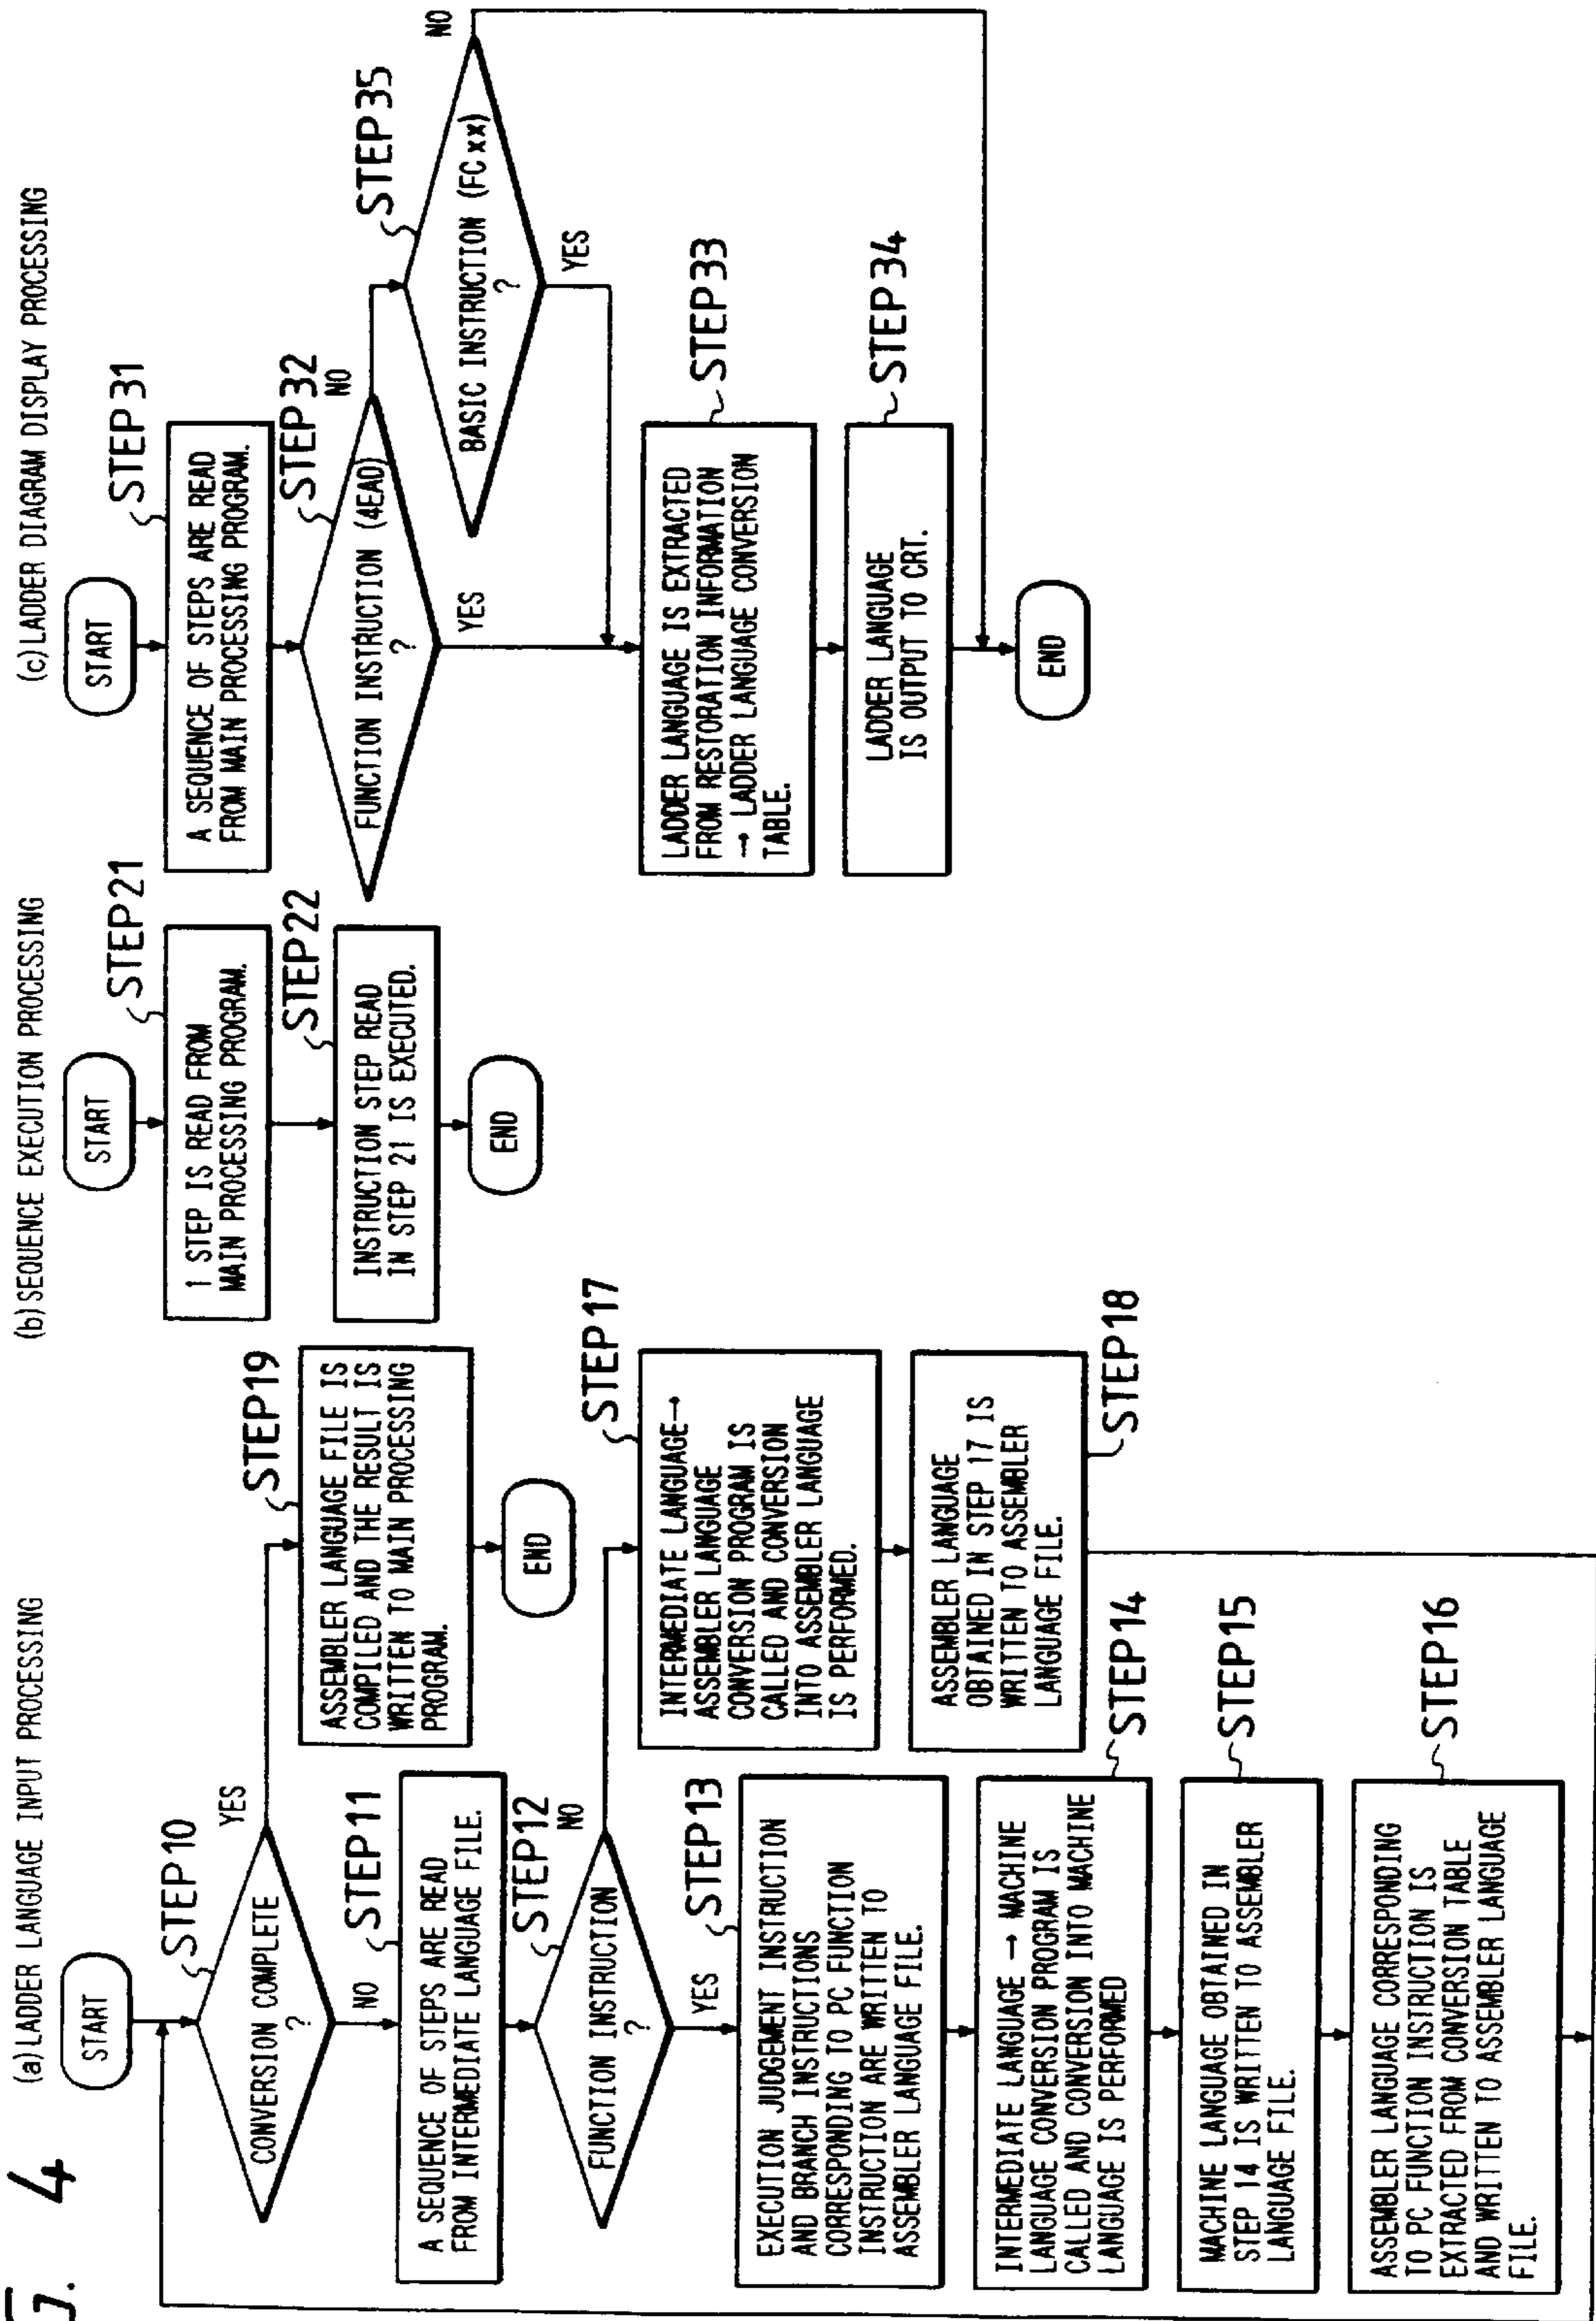 G. 4
(a)LADDER LANGUAGE INPUT PROCESSING
START
STEP10
CONVERSION COMPLETE
?
YES
NO
STEP19
ASSEMBLER LANGUAGE FILE IS
COMPILED AND THE RESULT IS
WRITTEN TO MAIN PROCESSING
PROGRAM.
END
STEP11
A SEQUENCE OF STEPS ARE READ
FROM INTERMEDIATE LANGUAGE FILE.
STEP12
FUNCTION INSTRUCTION
?
NO
YES
STEP13
EXECUTION JUDGEMENT INSTRUCTION
AND BRANCH INSTRUCTIONS
CORRESPONDING TO PC FUNCTION
INSTRUCTION ARE WRITTEN TO
ASSEMBLER LANGUAGE FILE.
STEP14
INTERMEDIATE LANGUAGE → MACHINE
LANGUAGE CONVERSION PROGRAM IS
CALLED AND CONVERSION INTO MACHINE
LANGUAGE IS PERFORMED
STEP15
MACHINE LANGUAGE OBTAINED IN
STEP 14 IS WRITTEN TO ASSEMBLER
LANGUAGE FILE.
STEP16
ASSEMBLER LANGUAGE CORRESPONDING
TO PC FUNCTION INSTRUCTION IS
EXTRACTED FROM CONVERSION TABLE
AND WRITTEN TO ASSEMBLER LANGUAGE
FILE.
STEP17
INTERMEDIATE LANGUAGE→
ASSEMBLER LANGUAGE
CONVERSION PROGRAM IS
CALLED AND CONVERSION
INTO ASSEMBLER LANGUAGE
IS PERFORMED.
ASSEMBLER LANGUAGE
OBTAINED IN STEP 17 IS
WRITTEN TO ASSEMBLER
LANGUAGE FILE.
STEP18
(b)SEQUENCE EXECUTION PROCESSING
START
STEP21
1 STEP IS READ FROM
MAIN PROCESSING PROGRAM.
STEP22
INSTRUCTION STEP READ
IN STEP 21 IS EXECUTED.
END
(c)LADDER DIAGRAM DISPLAY PROCESSING
START
STEP31
A SEQUENCE OF STEPS ARE READ
FROM MAIN PROCESSING PROGRAM.
STEP32
FUNCTION INSTRUCTION (4EAD)
?
NO
YES
STEP35
BASIC INSTRUCTION (FC xx)
?
NO
YES
STEP33
LADDER LANGUAGE IS EXTRACTED
FROM RESTORATION INFORMATION
→ LADDER LANGUAGE CONVERSION
TABLE.
STEP34
LADDER LANGUAGE
IS OUTPUT TO CRT.
END